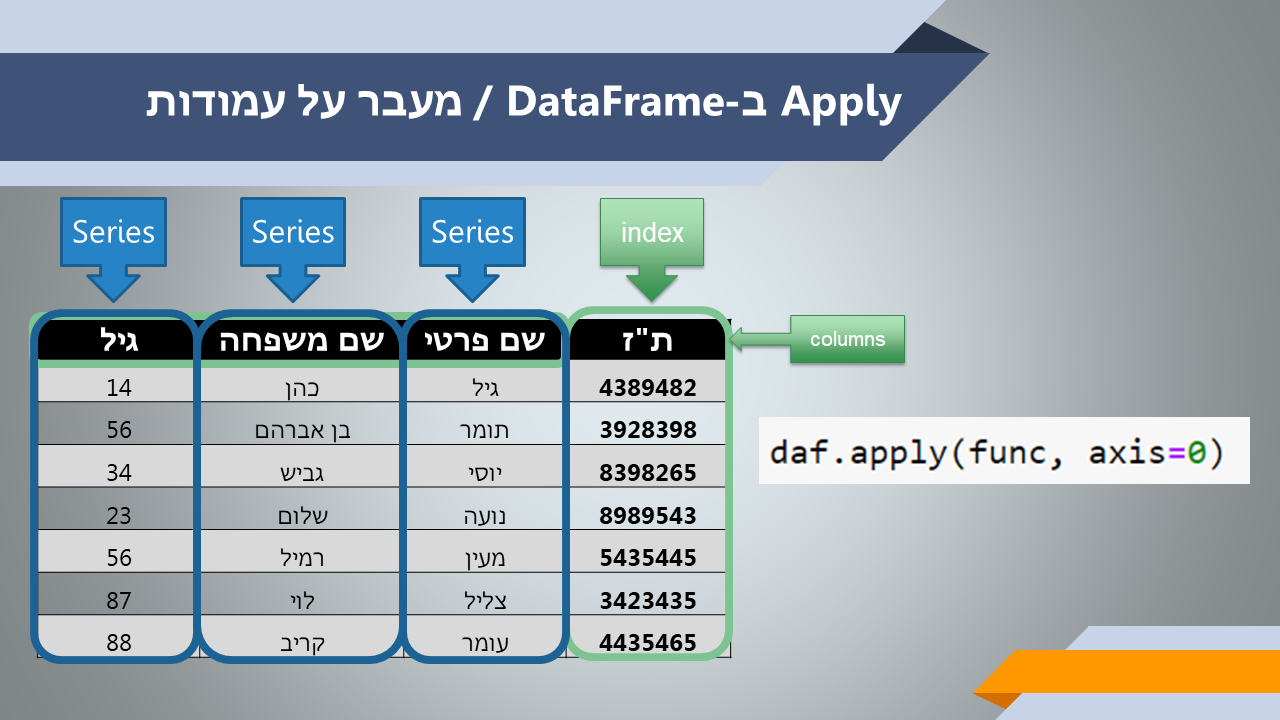 Apply ב-DataFrame / מעבר על עמודות
index Series Series Series
columns
ת"ז שם פרטי שם משפחה גיל
4389482 גיל כהן 14
3928398 תומר בן אברהם 56
8398265 יוסי גביש 34
8989543 נועה שלום 23
5435445 מעין רמיל 56
3423435 צליל לוי 87
4435465 עומר קריב 88
daf.apply(func, axis=0)